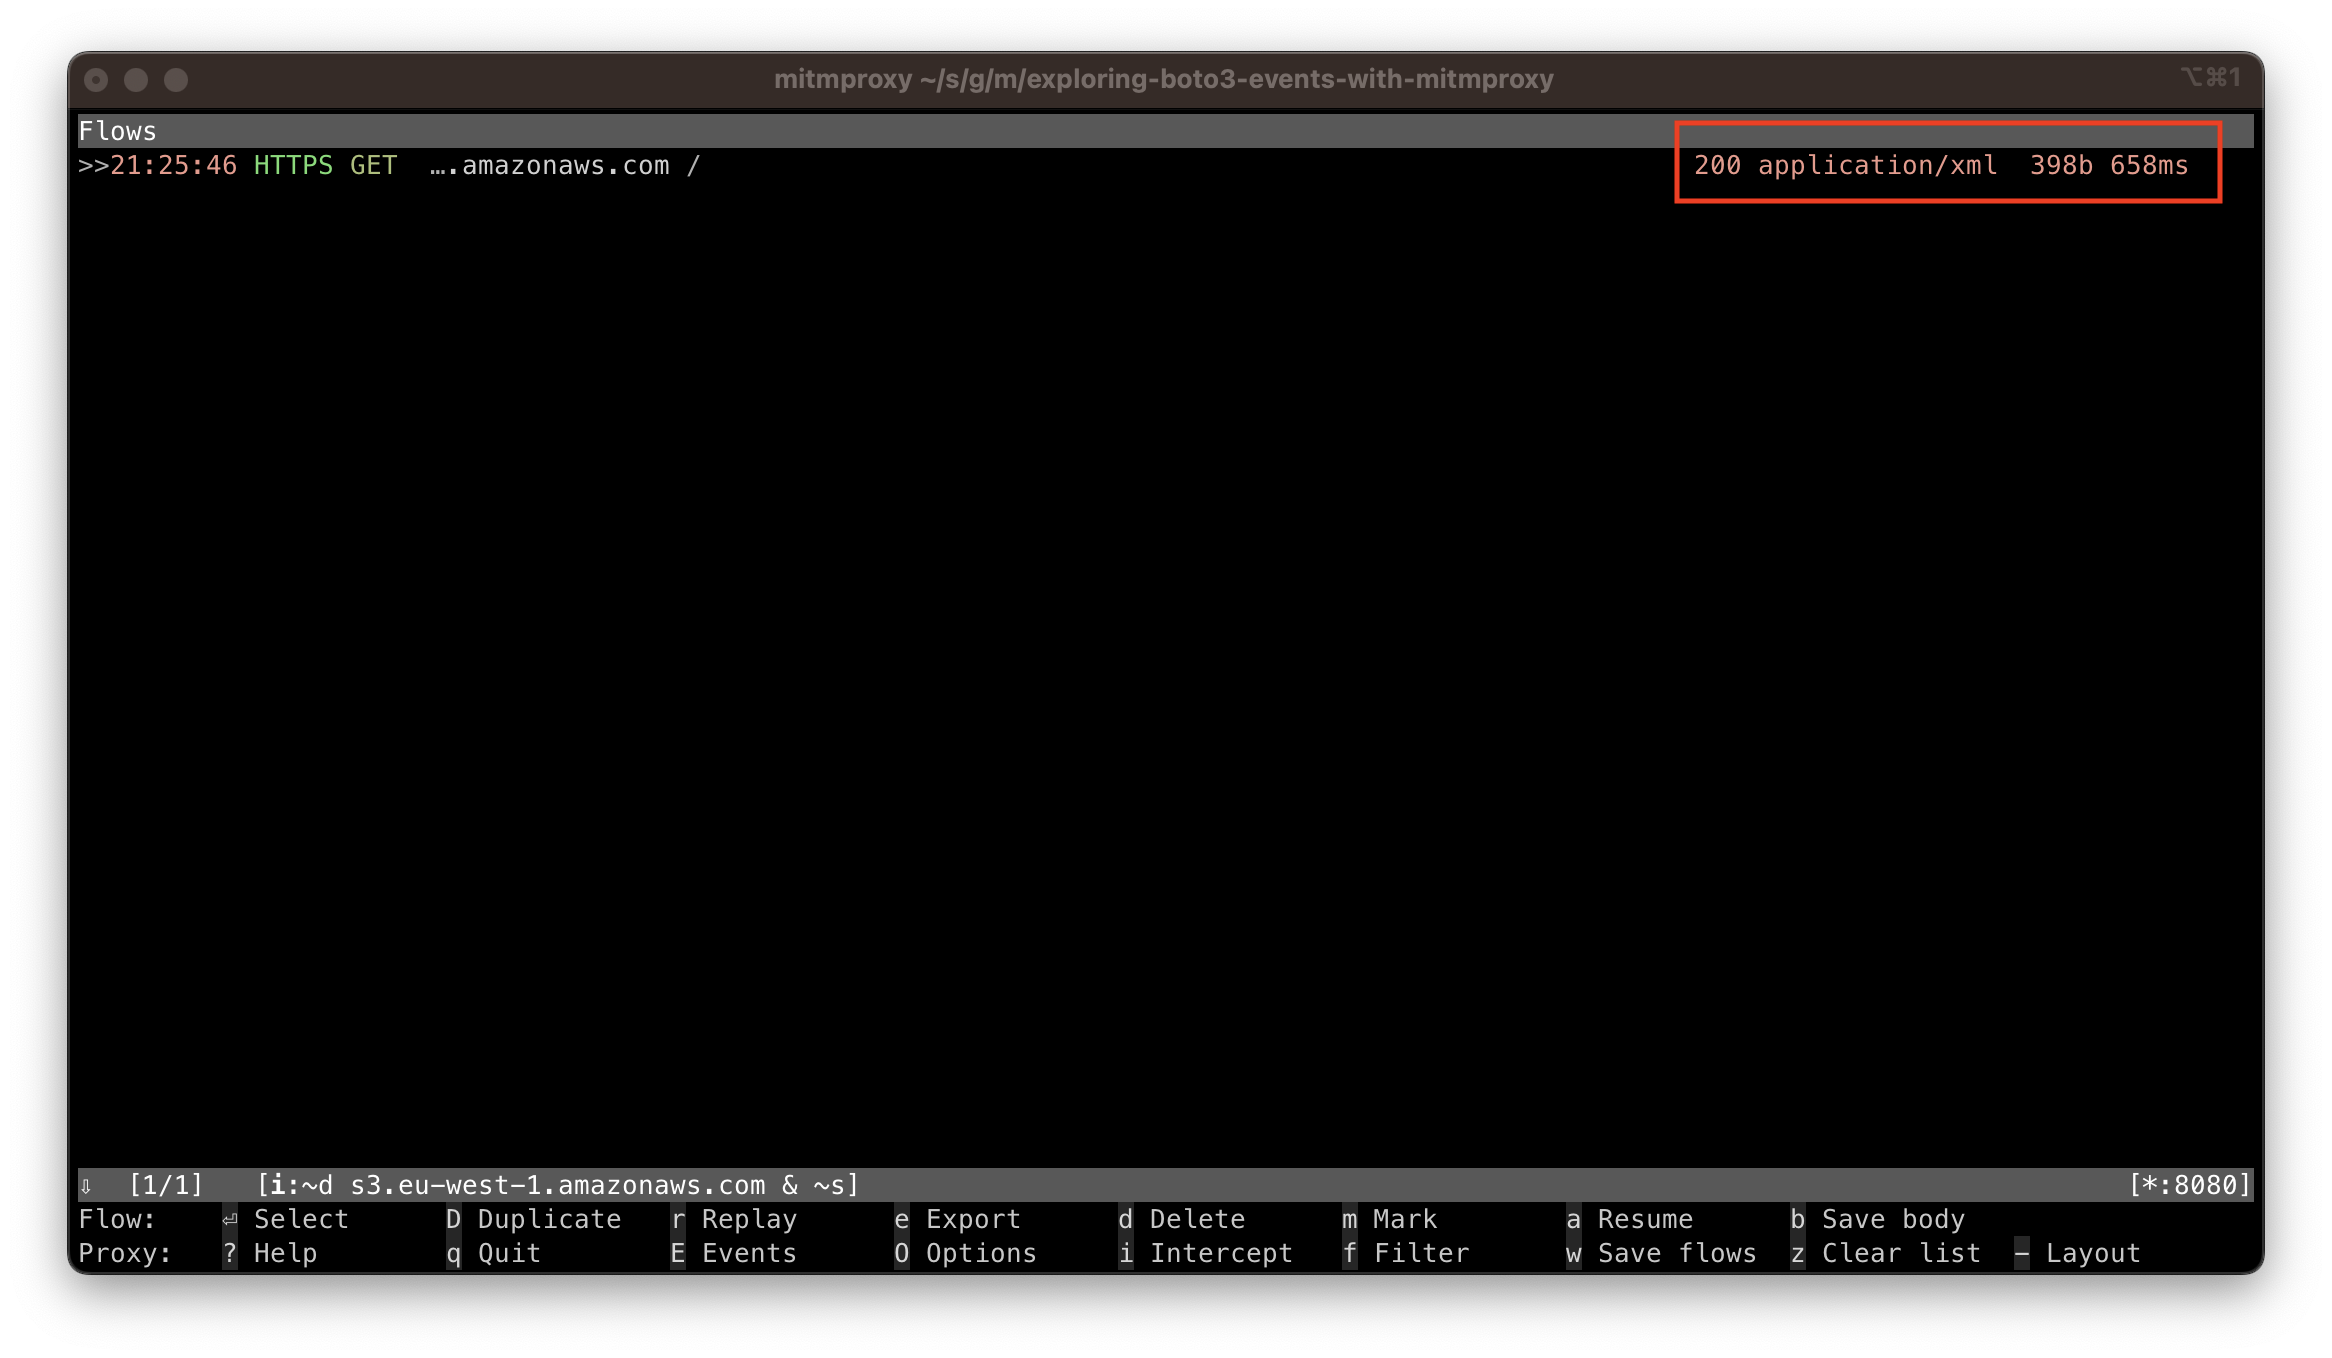 mitmproxy ~/s/g/m/exploring-boto3-events-with-mitmproxy ⌥⌘1
Flows
>>21:25:46 HTTPS GET ….amazonaws.com / 200 application/xml 398b 658ms
⇩ [1/1] [i:~d s3.eu-west-1.amazonaws.com & ~s] [*:8080]
Flow: ⏎ Select D Duplicate r Replay e Export d Delete m Mark a Resume b Save body
Proxy: ? Help q Quit E Events O Options i Intercept f Filter w Save flows z Clear list - Layout